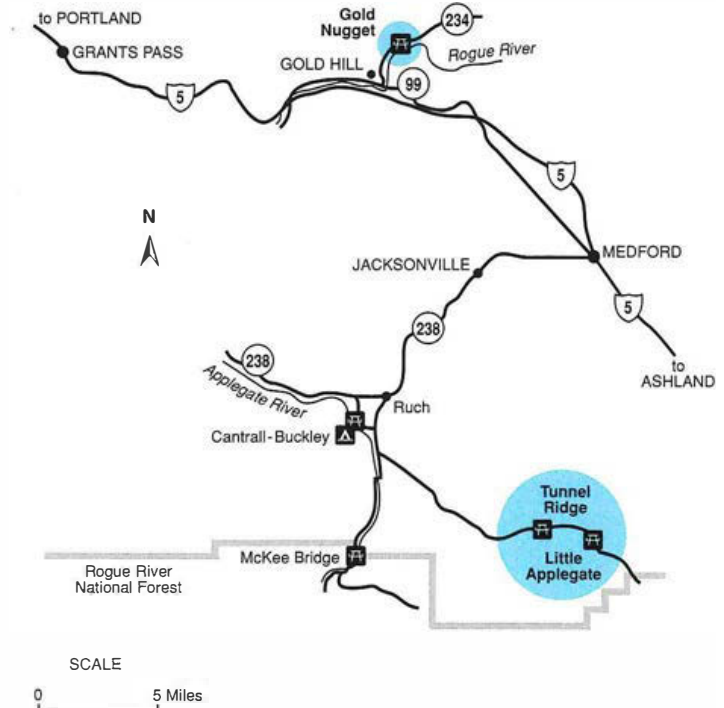 to PORTLAND
GRANTS PASS
5
Gold
Nugget
234
Rogue River
GOLD HILL
99
5
N
MEDFORD
JACKSONVILLE
5
238
to
ASHLAND
238
Applegate River
Ruch
Cantrall-Buckley
Tunnel
Ridge
McKee Bridge
Little
Applegate
Rogue River
National Forest
SCALE
0 5 Miles